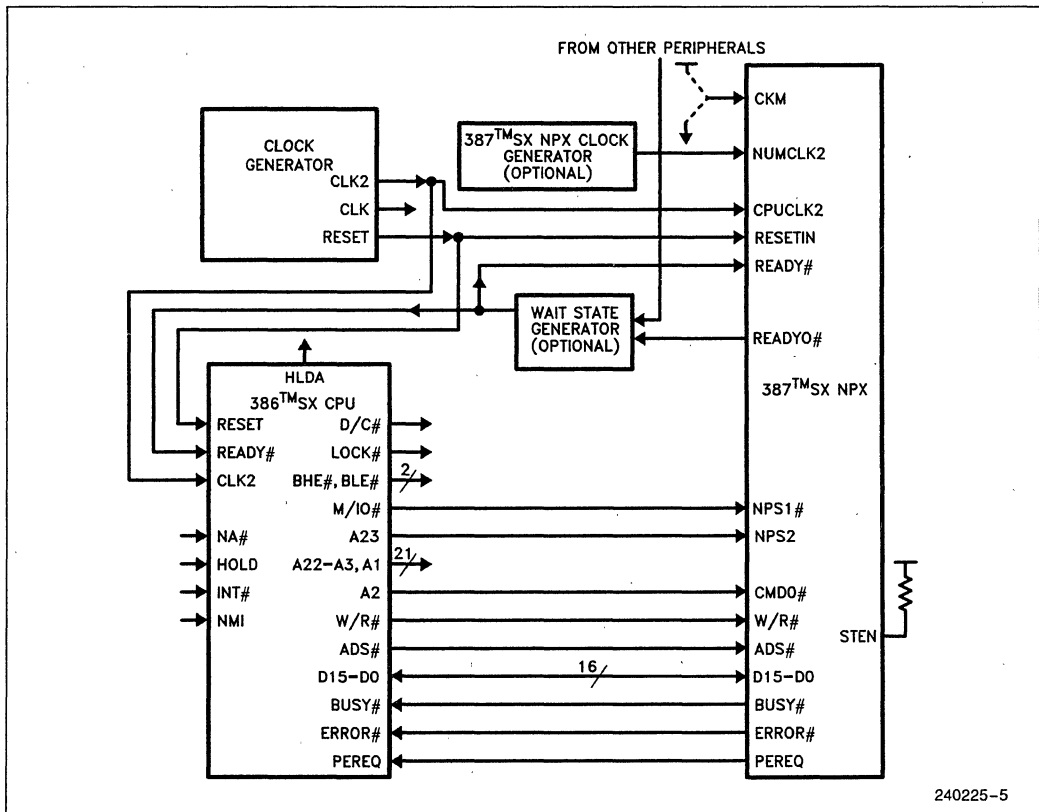 FROM OTHER PERIPHERALS
CKM
CLOCK
GENERATOR
CLK2
CLK
RESET
387TMSX NPX CLOCK
GENERATOR
(OPTIONAL)
NUMCLK2
CPUCLK2
RESETIN
READY#
WAIT STATE
GENERATOR
(OPTIONAL)
READYO#
387TMSX NPX
HLDA
386TMSX CPU
RESET
READY#
CLK2
NA#
HOLD
INT#
NMI
D/C#
LOCK#
BHE#, BLE#
2
M/IO#
A23
A22-A3, A1
21
A2
W/R#
ADS#
D15-D0
16
BUSY#
ERROR#
PEREQ
NPS1#
NPS2
CMD0#
W/R#
STEN
ADS#
D15-D0
BUSY#
ERROR#
PEREQ
240225-5